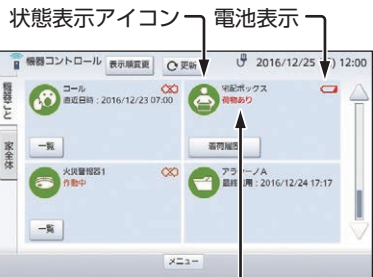 状態表示アイコン 電池表示
機器コントロール 表示順変更 更新 2016/12/25 12:00
機器ごと
家全体
コール
直近日時：2016/12/23 07:00
一覧
宅配ボックス
荷物あり
着荷履
火災警報器1
作動中
一覧
アラ ーノA
最終 用：2016/12/24 17:17
メニュー